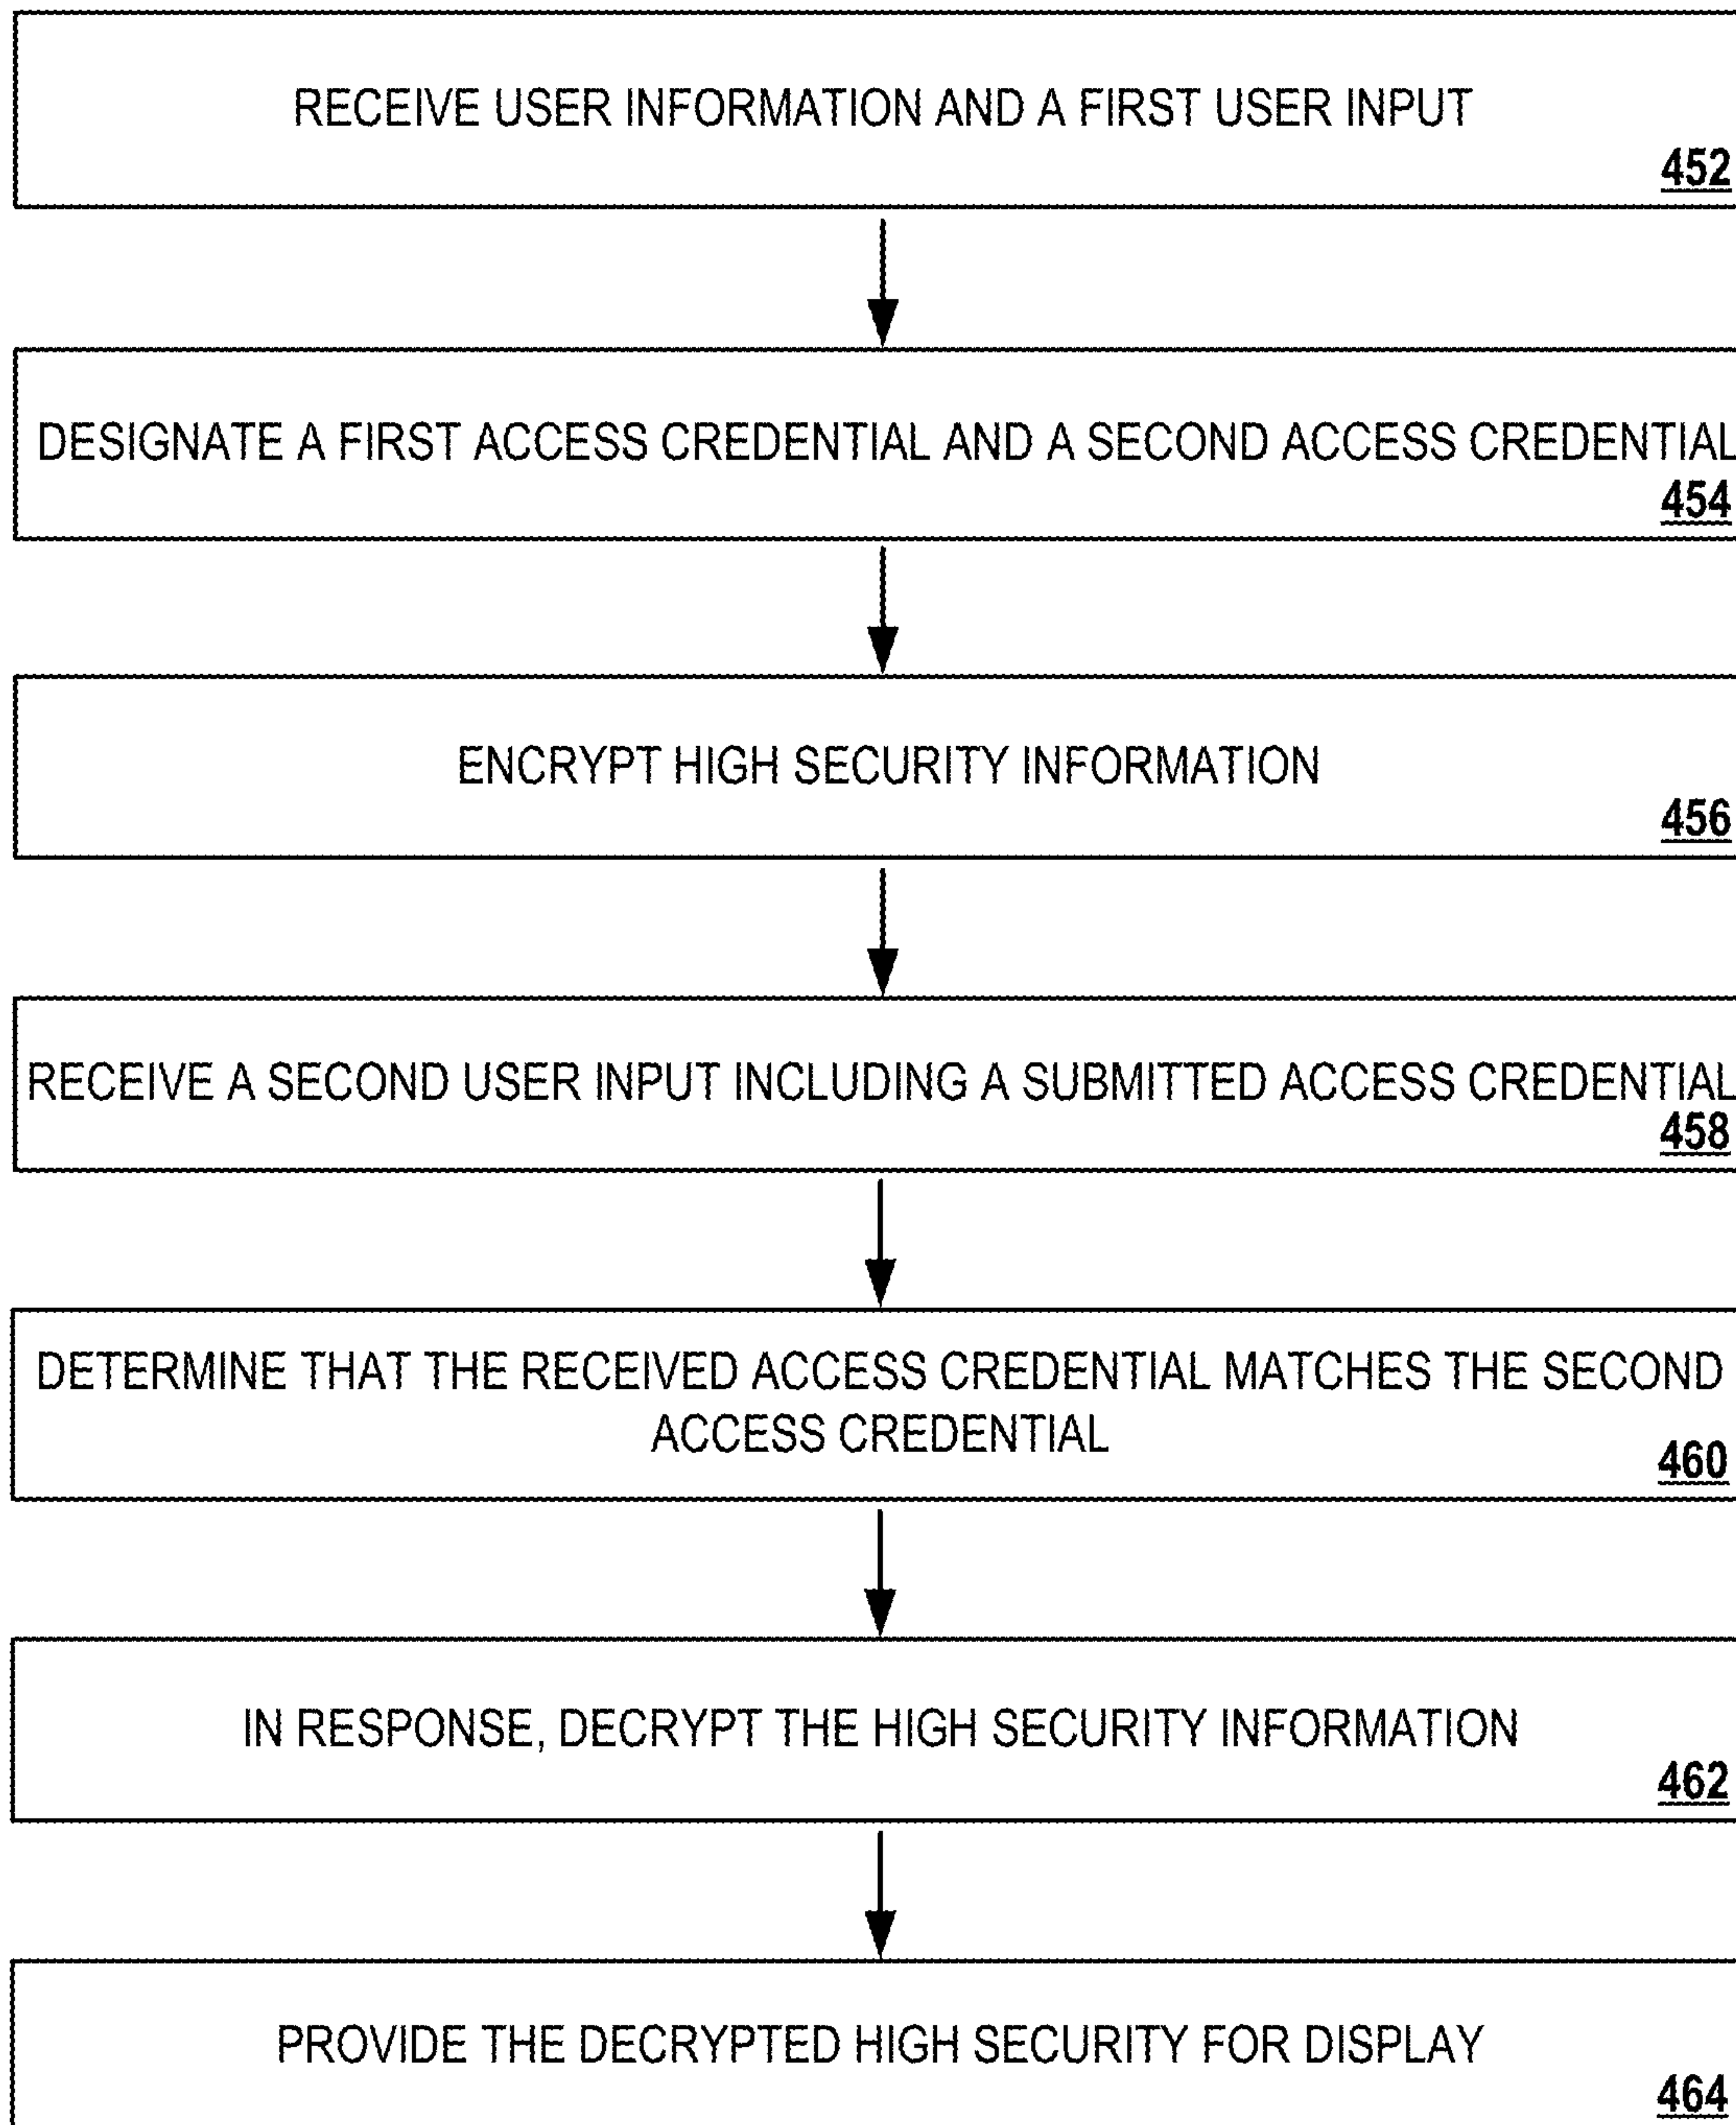 RECEIVE USER INFORMATION AND A FIRST USER INPUT
452
DESIGNATE A FIRST ACCESS CREDENTIAL AND A SECOND ACCESS CREDENTIAL
454
ENCRYPT HIGH SECURITY INFORMATION
456
RECEIVE A SECOND USER INPUT INCLUDING A SUBMITTED ACCESS CREDENTIAL
458
DETERMINE THAT THE RECEIVED ACCESS CREDENTIAL MATCHES THE SECOND
ACCESS CREDENTIAL
460
IN RESPONSE, DECRYPT THE HIGH SECURITY INFORMATION
462
PROVIDE THE DECRYPTED HIGH SECURITY FOR DISPLAY
464